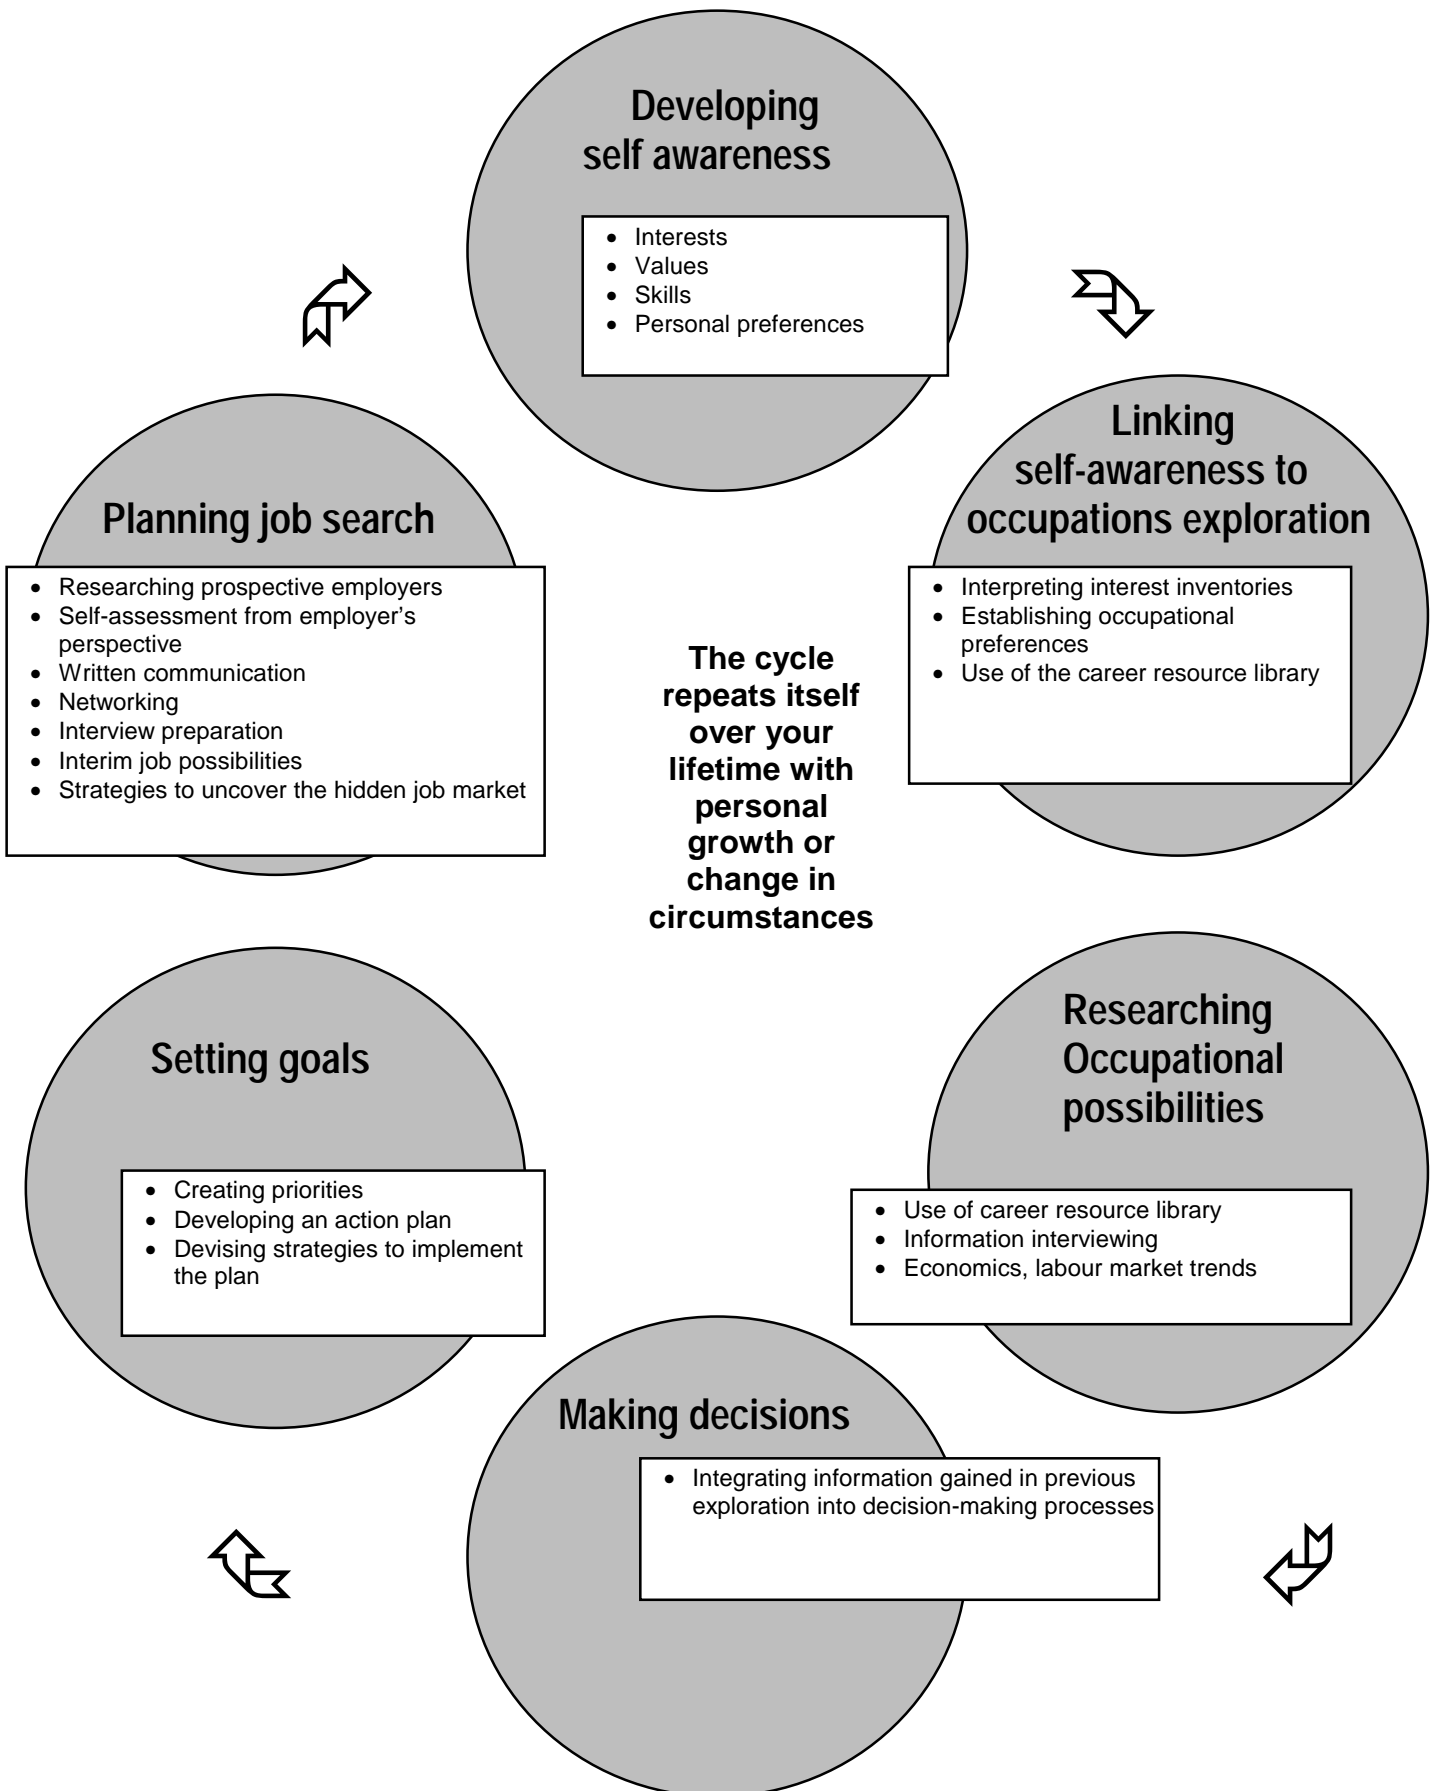 Developing
self awareness
• Interests
• Values
• Skills
• Personal preferences
Linking
self-awareness to
occupations exploration
• Interpreting interest inventories
• Establishing occupational
preferences
• Use of the career resource library
Researching
Occupational
possibilities
• Use of career resource library
• Information interviewing
• Economics, labour market trends
Making decisions
• Integrating information gained in previous
exploration into decision-making processes
Setting goals
• Creating priorities
• Developing an action plan
• Devising strategies to implement
the plan
Planning job search
• Researching prospective employers
• Self-assessment from employer’s
perspective
• Written communication
• Networking
• Interview preparation
• Interim job possibilities
• Strategies to uncover the hidden job market
The cycle
repeats itself
over your
lifetime with
personal
growth or
change in
circumstances